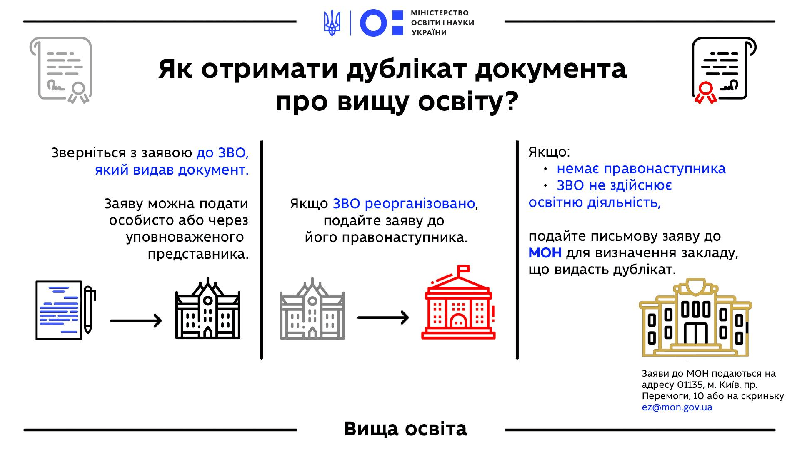 МІНІСТЕРСТВО
ОСВІТИ І НАУКИ
УКРАЇНИ
Як отримати дублікат документа
про вищу освіту?
Зверніться з заявою до ЗВО,
який видав документ.
Заяву можна подати
особисто або через
уповноваженого
представника.
Якщо ЗВО реорганізовано,
подайте заяву до
його правонаступника.
Якщо:
• немає правонаступника
• ЗВО не здійснює
освітню діяльність,
подайте письмову заяву до
МОН для визначення закладу,
що видасть дублікат.
Заяви до МОН подаються на
адресу 01135, м. Київ, пр.
Перемоги, 10 або на скриньку
ez@mon.gov.ua
Вища освіта